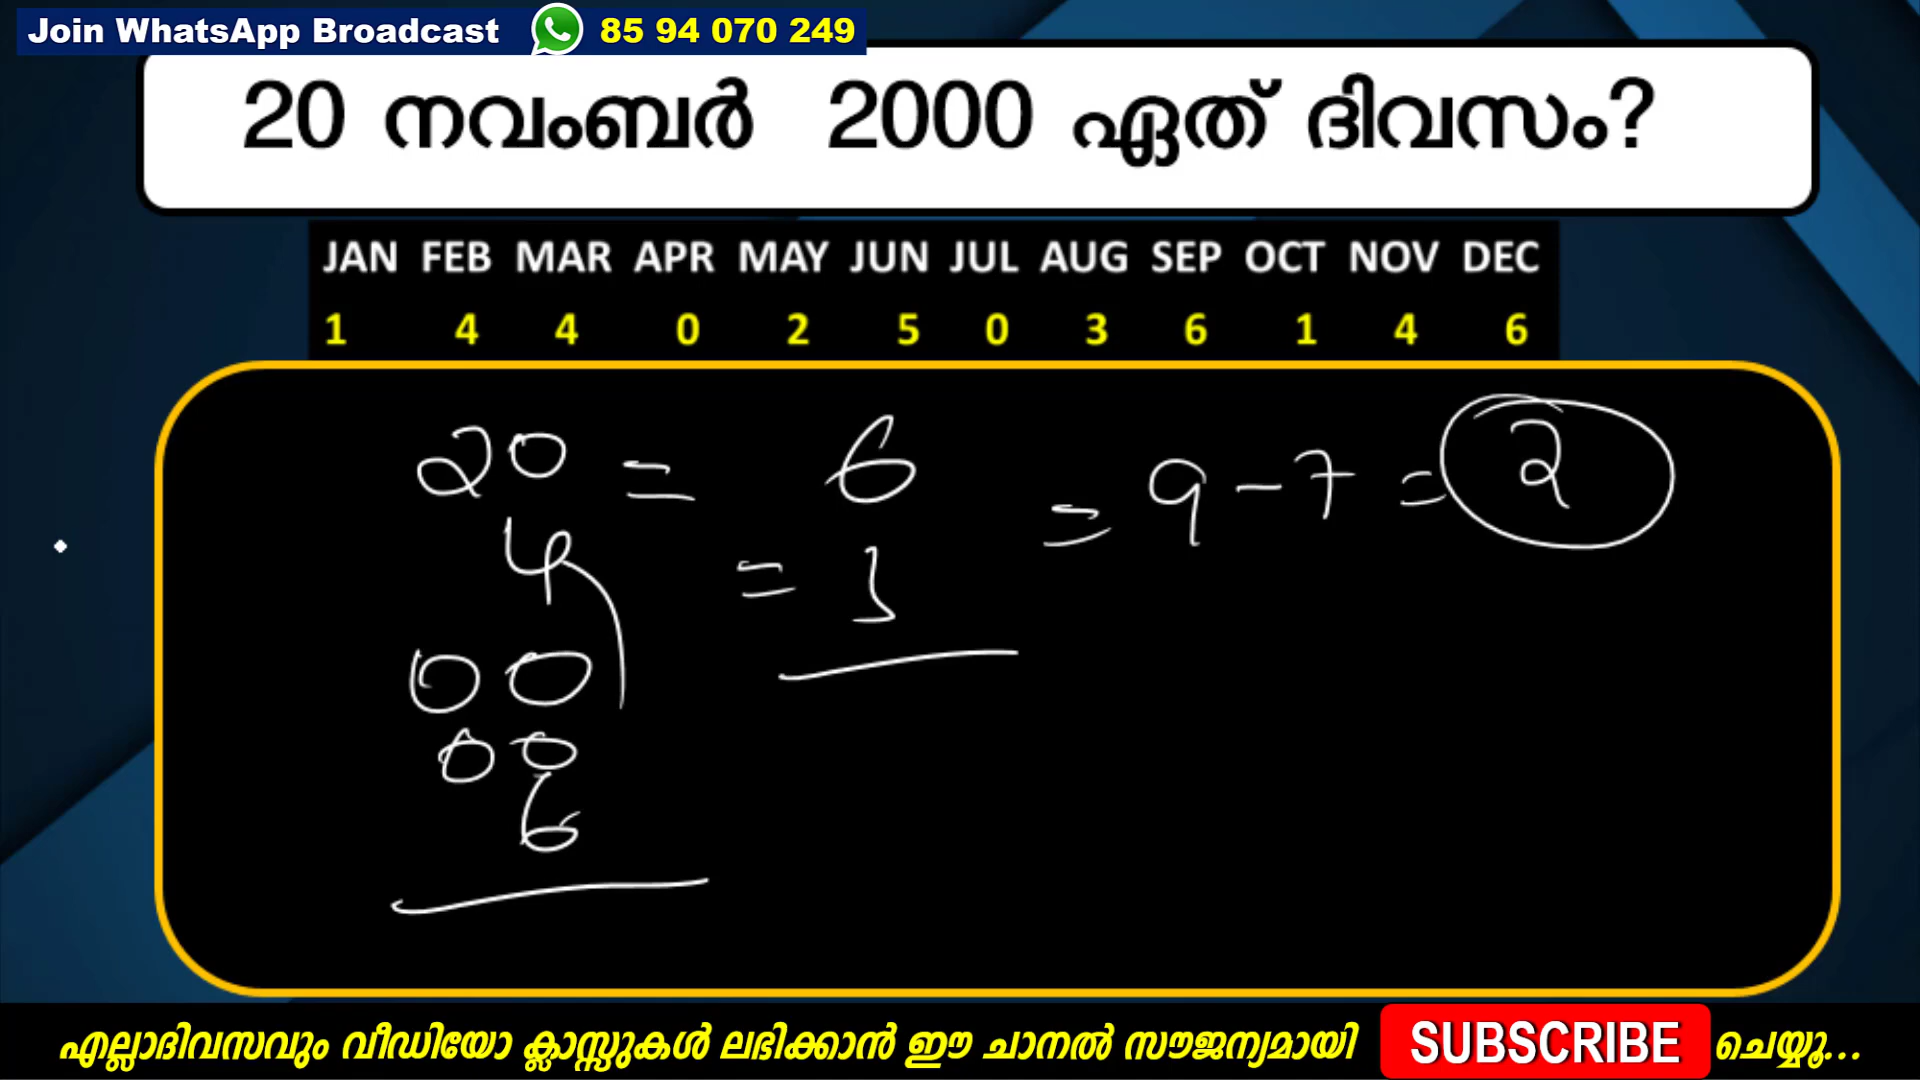 Join WhatsApp Broadcast 85 94 070 249
20 നവംബർ 2000 ഏത് ദിവസം?
JAN FEB MAR APR MAY JUN JUL AUG SEP OCT NOV DEC
1 4 4 0 2 5 0 3 6 1 4 6
20 = 6 = 9 - 7 = 2
4 = 1
00
00
6
എല്ലാദിവസവും വീഡിയോ ക്ലാസ്സുകൾ ലഭിക്കാൻ ഈ ചാനൽ സൗജന്യമായി SUBSCRIBE ചെയ്യൂ...